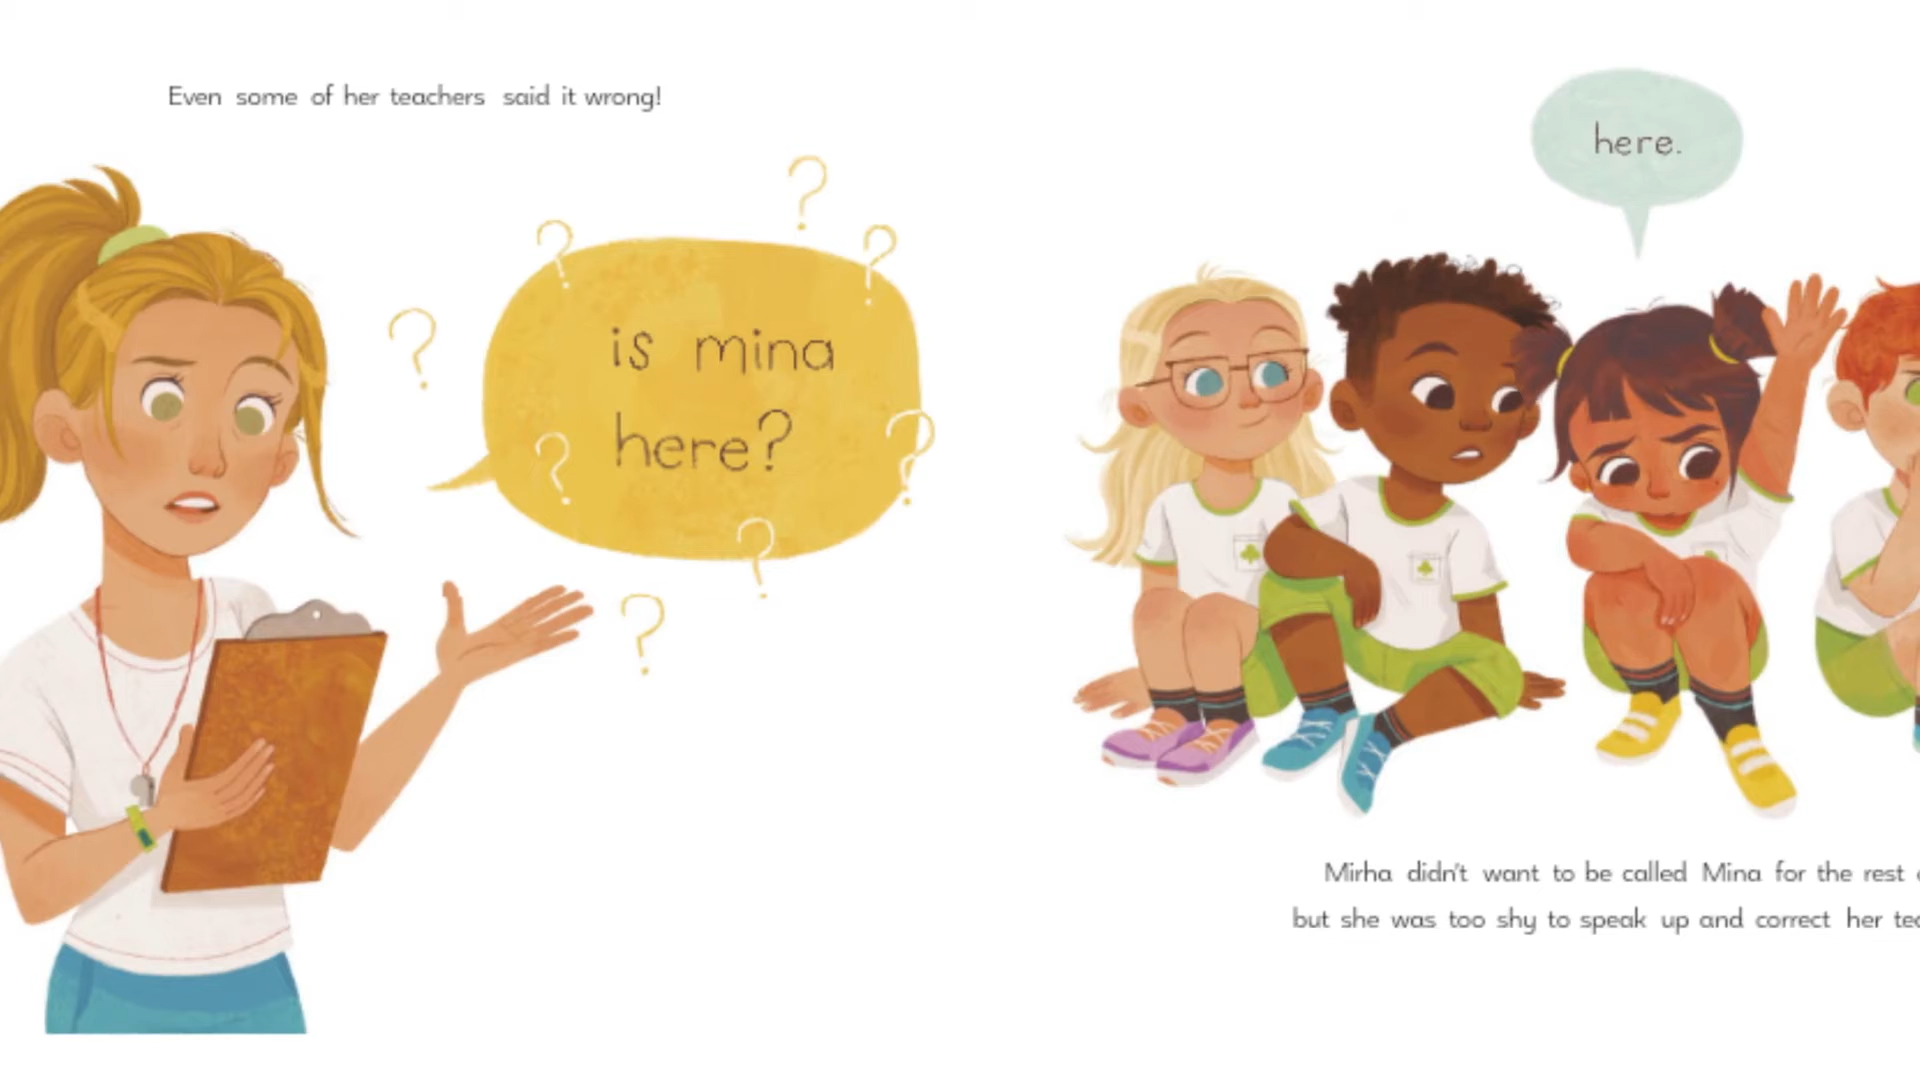 Even some of her teachers said it wrong!
is mina
here?
here.
Mirha didn't want to be called Mina for the rest
but she was too shy to speak up and correct her